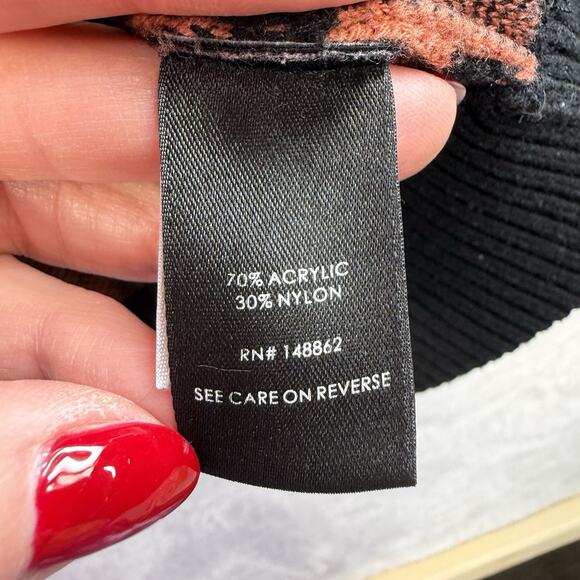 70% ACRYLIC
30% NYLON
RN# 148862
SEE CARE ON REVERSE